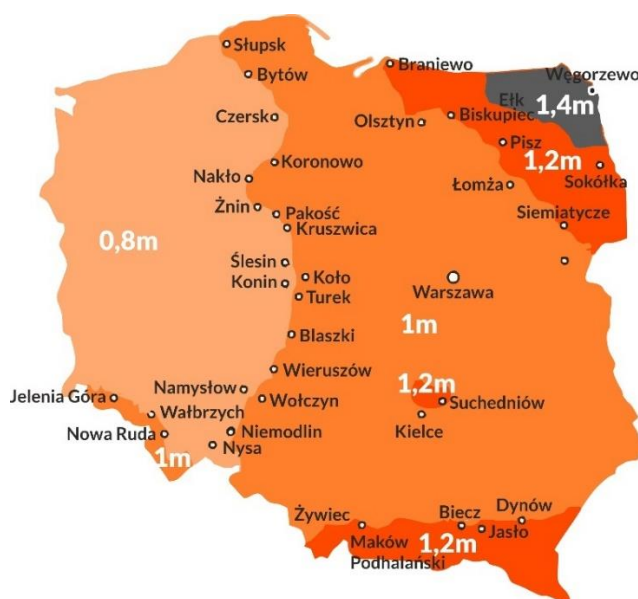 Słupsk
Braniewo
Bytów
Węgorzewo
Ełk
1,4m
Czersk
Olsztyn
Biskupiec
Pisz
Koronowo
1,2m
Nakło
Łomża
Sokółka
Żnin
Pakość
Siemiatycze
Kruszwica
0,8m
Ślesin
Koło
Konin
Warszawa
Turek
1m
Blaszki
Wieruszów
Namysłow
1,2m
Jelenia Góra
Wołczyn
Suchedniów
Wałbrzych
Kielce
Nowa Ruda
Niemodlin
Nysa
1m
Dynów
Żywiec
Biecz
Maków
Podhalański
1,2m
Jasło